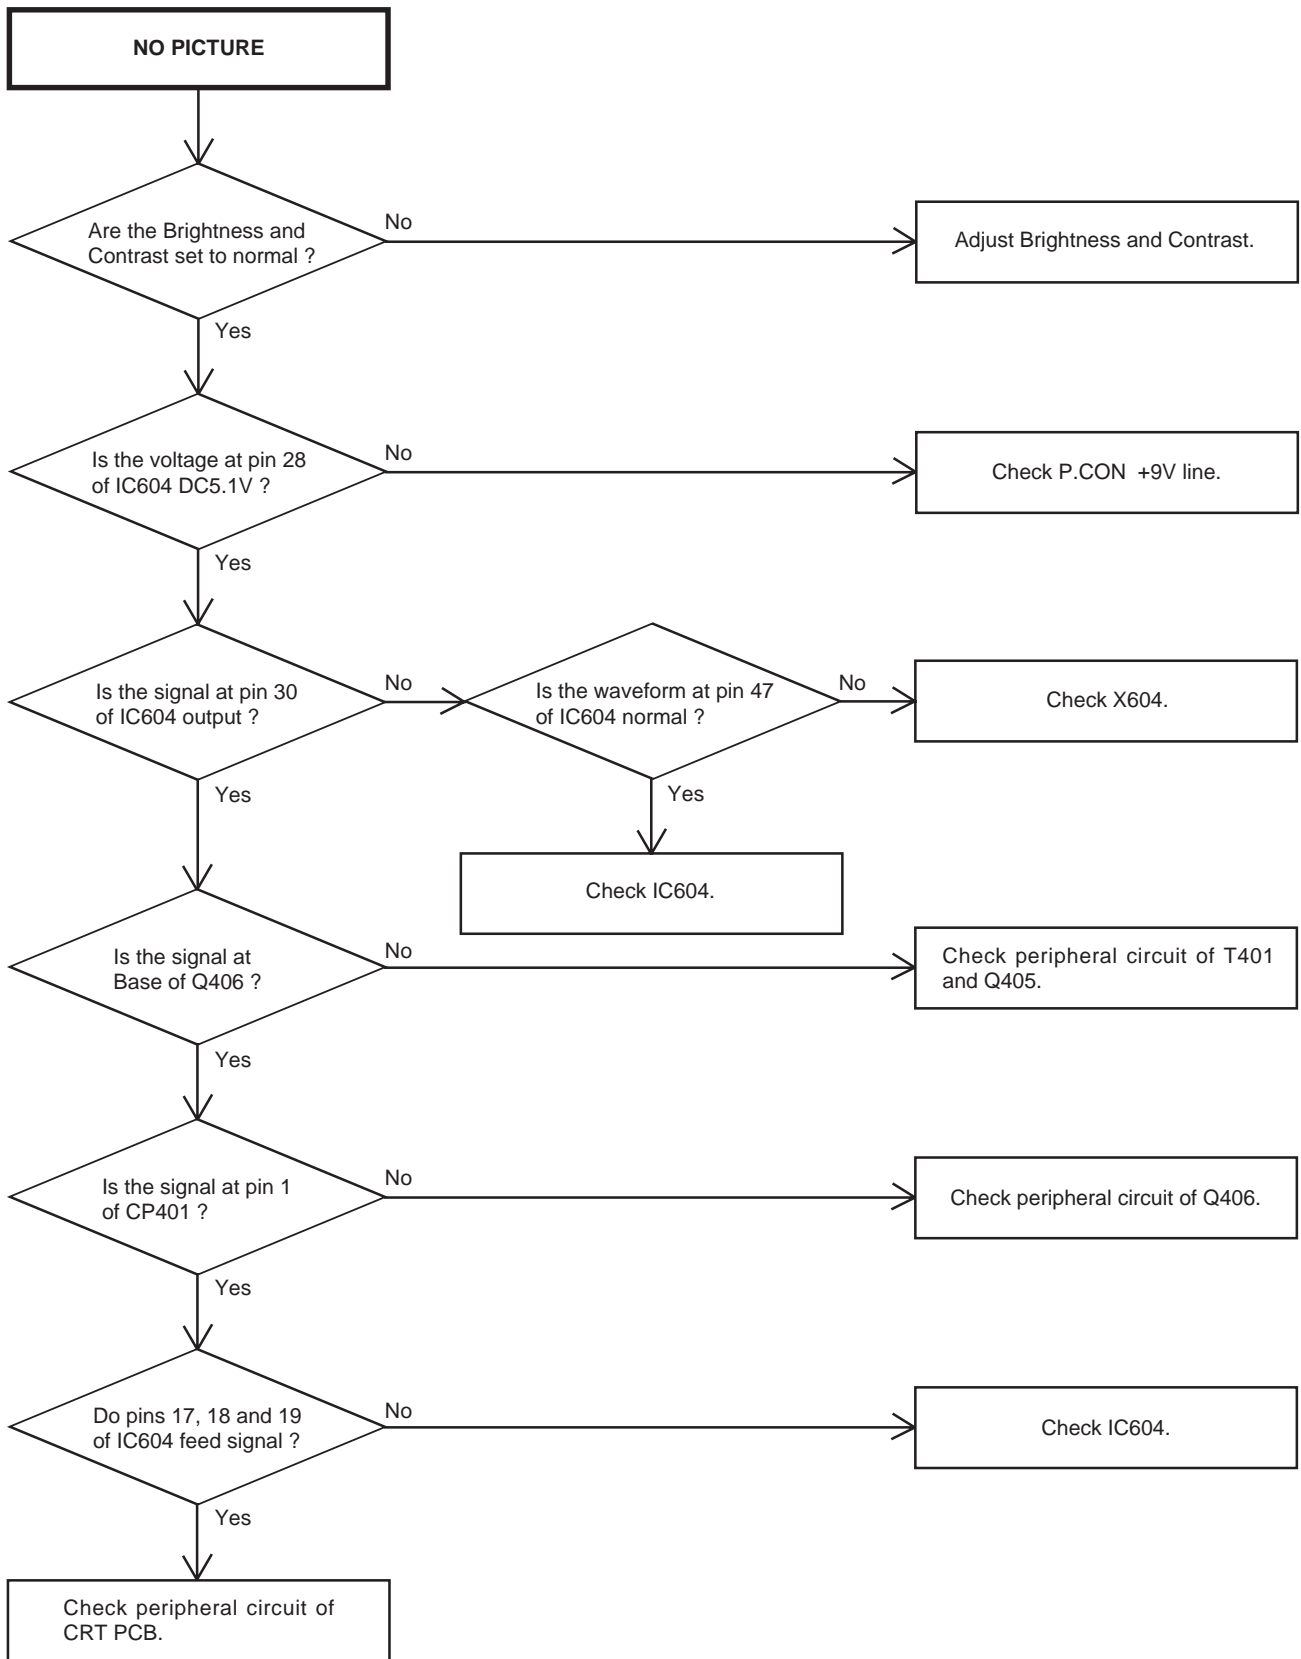 NO PICTURE
Are the Brightness and
Contrast set to normal ?
No
Adjust Brightness and Contrast.
Yes
Is the voltage at pin 28
of IC604 DC5.1V ?
No
Check P.CON +9V line.
Yes
Is the signal at pin 30
of IC604 output ?
No
Is the waveform at pin 47
of IC604 normal ?
No
Check X604.
Yes
Yes
Check IC604.
Is the signal at
Base of Q406 ?
No
Check peripheral circuit of T401
and Q405.
Yes
Is the signal at pin 1
of CP401 ?
No
Check peripheral circuit of Q406.
Yes
Do pins 17, 18 and 19
of IC604 feed signal ?
No
Check IC604.
Yes
Check peripheral circuit of
CRT PCB.